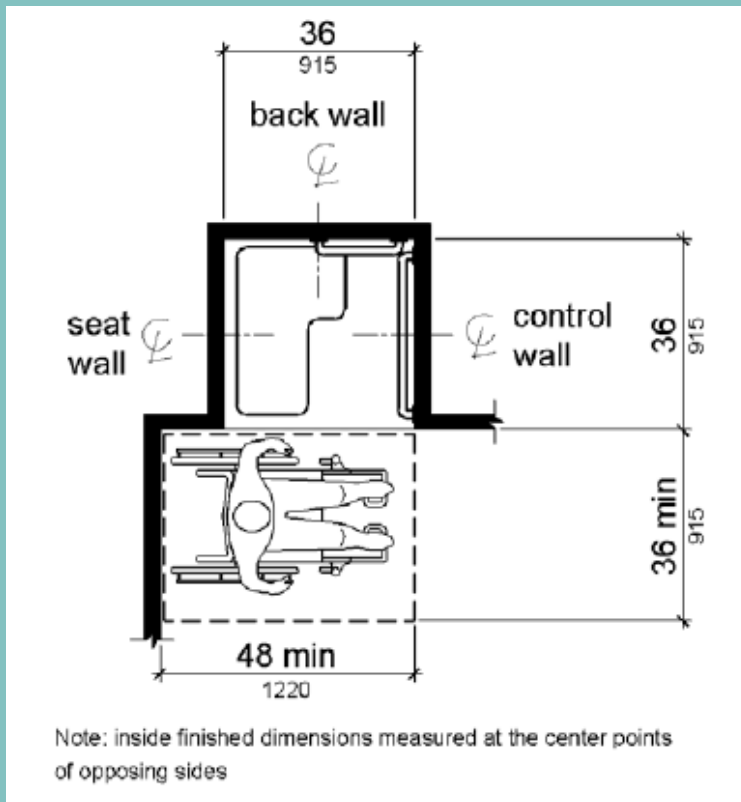 36
915
back wall
℄
seat
wall
℄
℄
control
wall
36
915
36 min
915
48 min
1220
Note: inside finished dimensions measured at the center points
of opposing sides